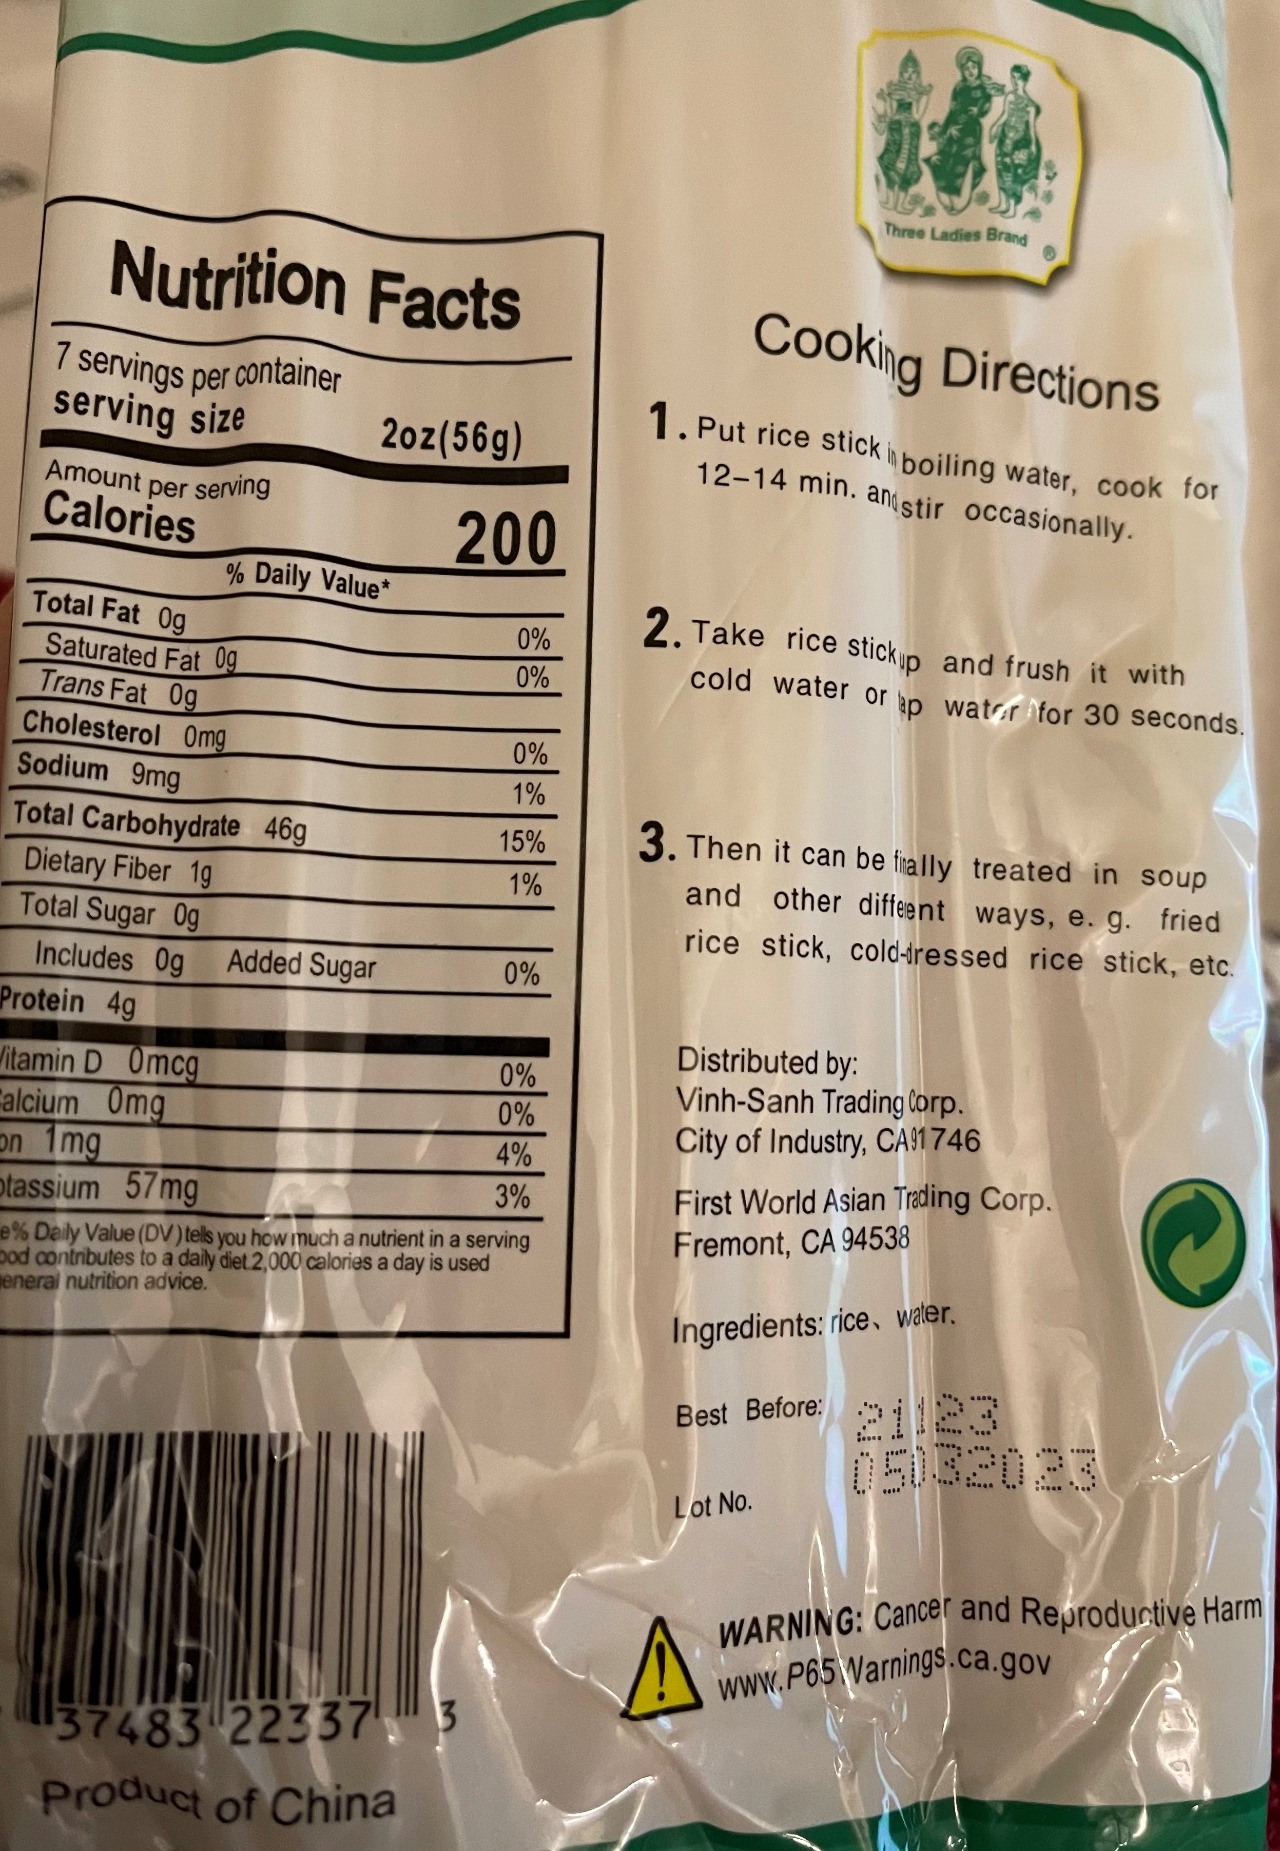 Three Ladies Brand ®
Nutrition Facts
7 servings per container
serving size 2oz(56g)
Amount per serving
Calories 200
% Daily Value*
Total Fat 0g 0%
Saturated Fat 0g 0%
Trans Fat 0g
Cholesterol 0mg 0%
Sodium 9mg 1%
Total Carbohydrate 46g 15%
Dietary Fiber 1g 1%
Total Sugar 0g
Includes 0g Added Sugar 0%
Protein 4g
Vitamin D 0mcg 0%
Calcium 0mg 0%
on 1mg 4%
otassium 57mg 3%
e% Daily Value (DV) tells you how much a nutrient in a serving
ood contributes to a daily diet.2,000 calories a day is used
eneral nutrition advice.
37483 22337 3
Product of China
Cooking Directions
1. Put rice stick in boiling water, cook for
12-14 min. and stir occasionally.
2. Take rice stick up and frush it with
cold water or tap water for 30 seconds.
3. Then it can be finally treated in soup
and other different ways, e. g. fried
rice stick, cold-dressed rice stick, etc.
Distributed by:
Vinh-Sanh Trading Corp.
City of Industry, CA 91746
First World Asian Trading Corp.
Fremont, CA 94538
Ingredients: rice、water.
Best Before: 21123
05032023
Lot No.
WARNING: Cancer and Reproductive Harm
www.P65Warnings.ca.gov